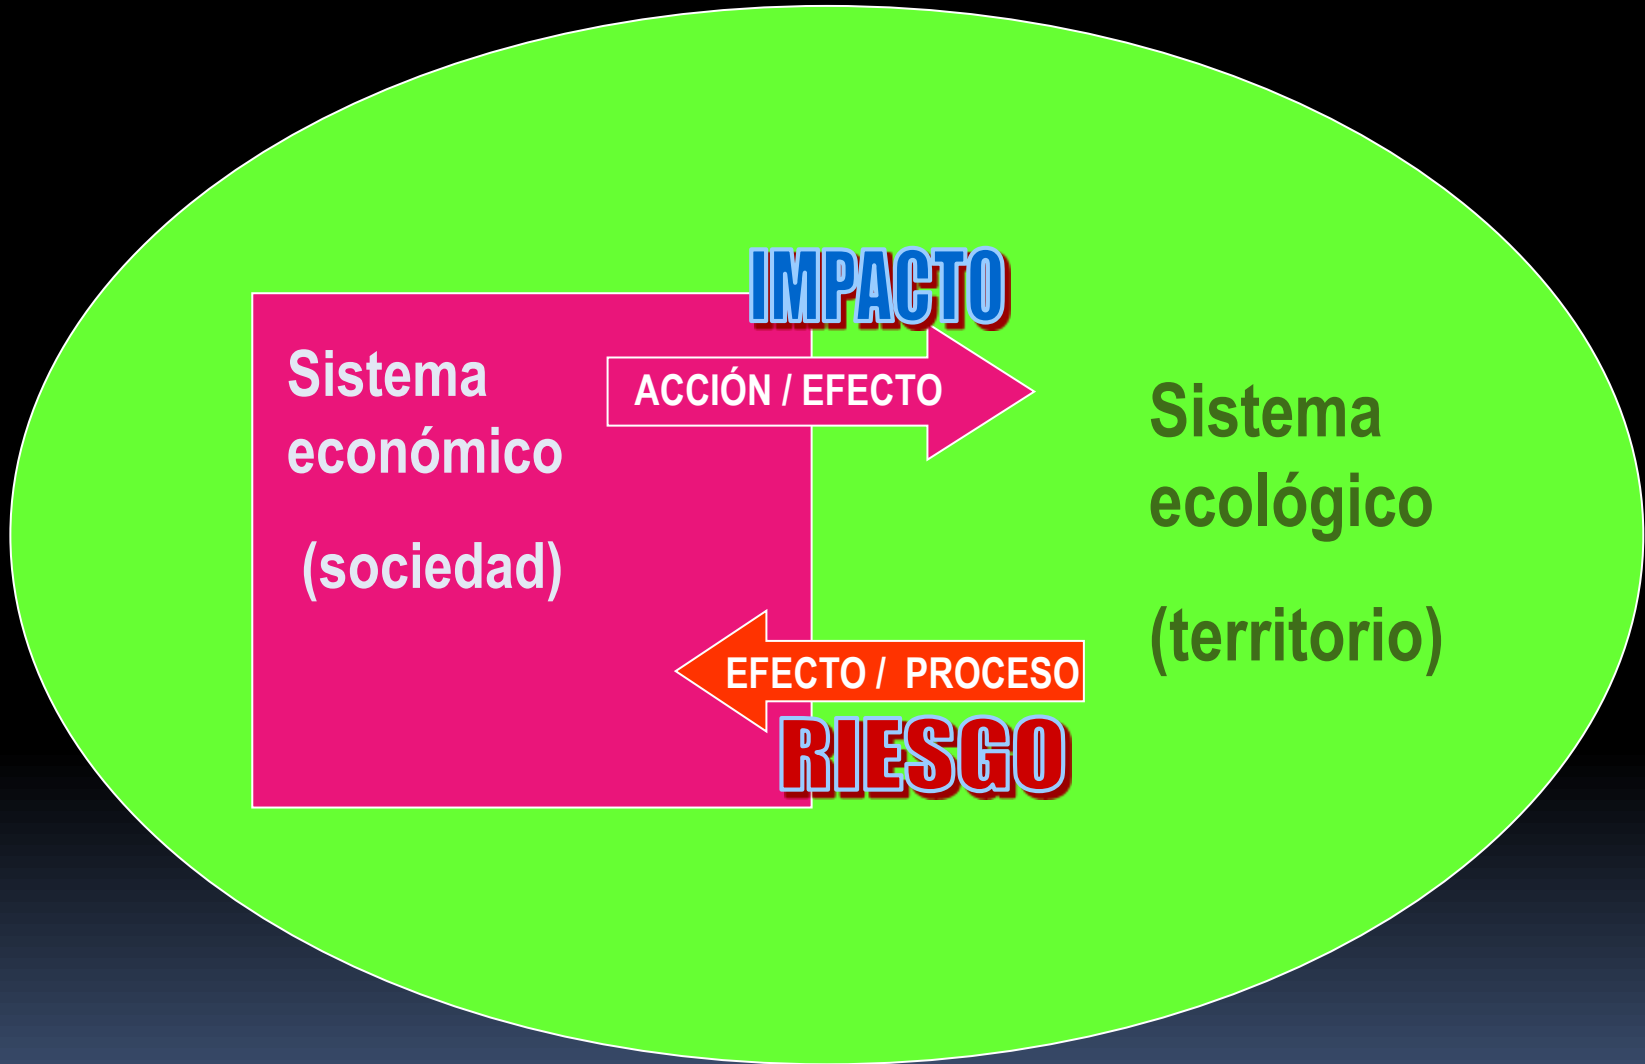 IMPACTO
Sistema
económico
(sociedad)
ACCIÓN / EFECTO
Sistema
ecológico
(territorio)
EFECTO / PROCESO
RIESGO